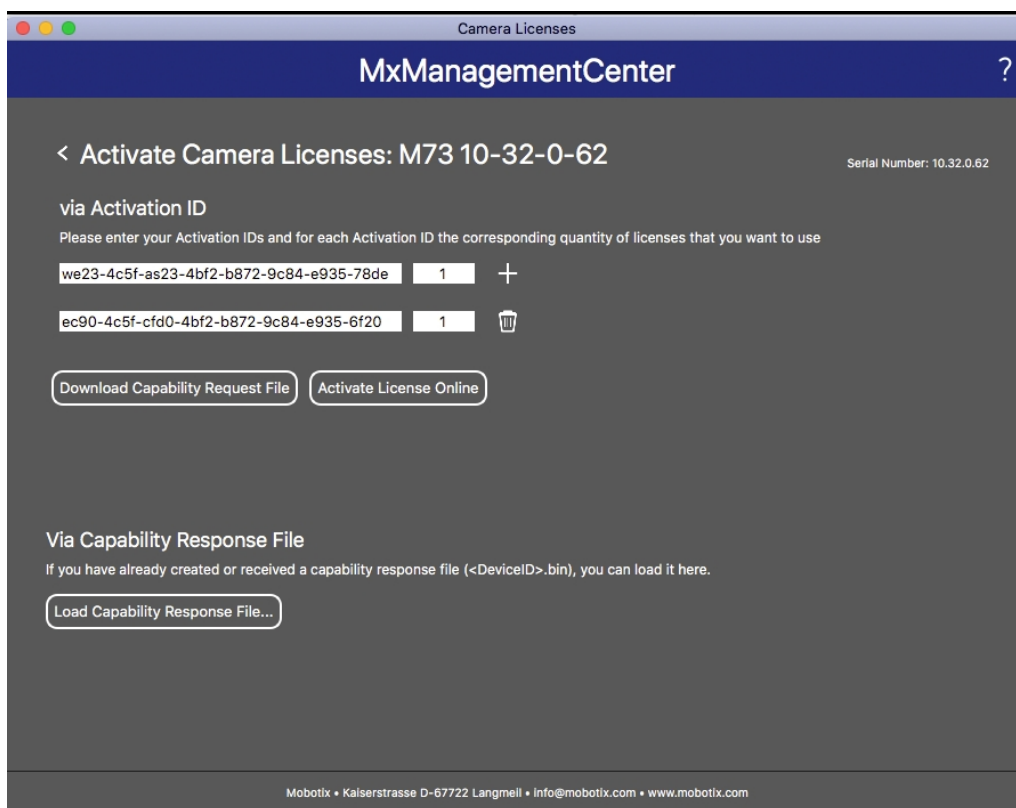 Camera Licenses
MxManagementCenter ?
< Activate Camera Licenses: M73 10-32-0-62
Serial Number: 10.32.0.62
via Activation ID
Please enter your Activation IDs and for each Activation ID the corresponding quantity of licenses that you want to use
we23-4c5f-as23-4bf2-b872-9c84-e935-78de 1 +
ec90-4c5f-cfd0-4bf2-b872-9c84-e935-6f20 1
Download Capability Request File Activate License Online
Via Capability Response File
If you have already created or received a capability response file (<DeviceID>.bin), you can load it here.
Load Capability Response File...
Mobotix • Kaiserstrasse D-67722 Langmeil • info@mobotix.com • www.mobotix.com